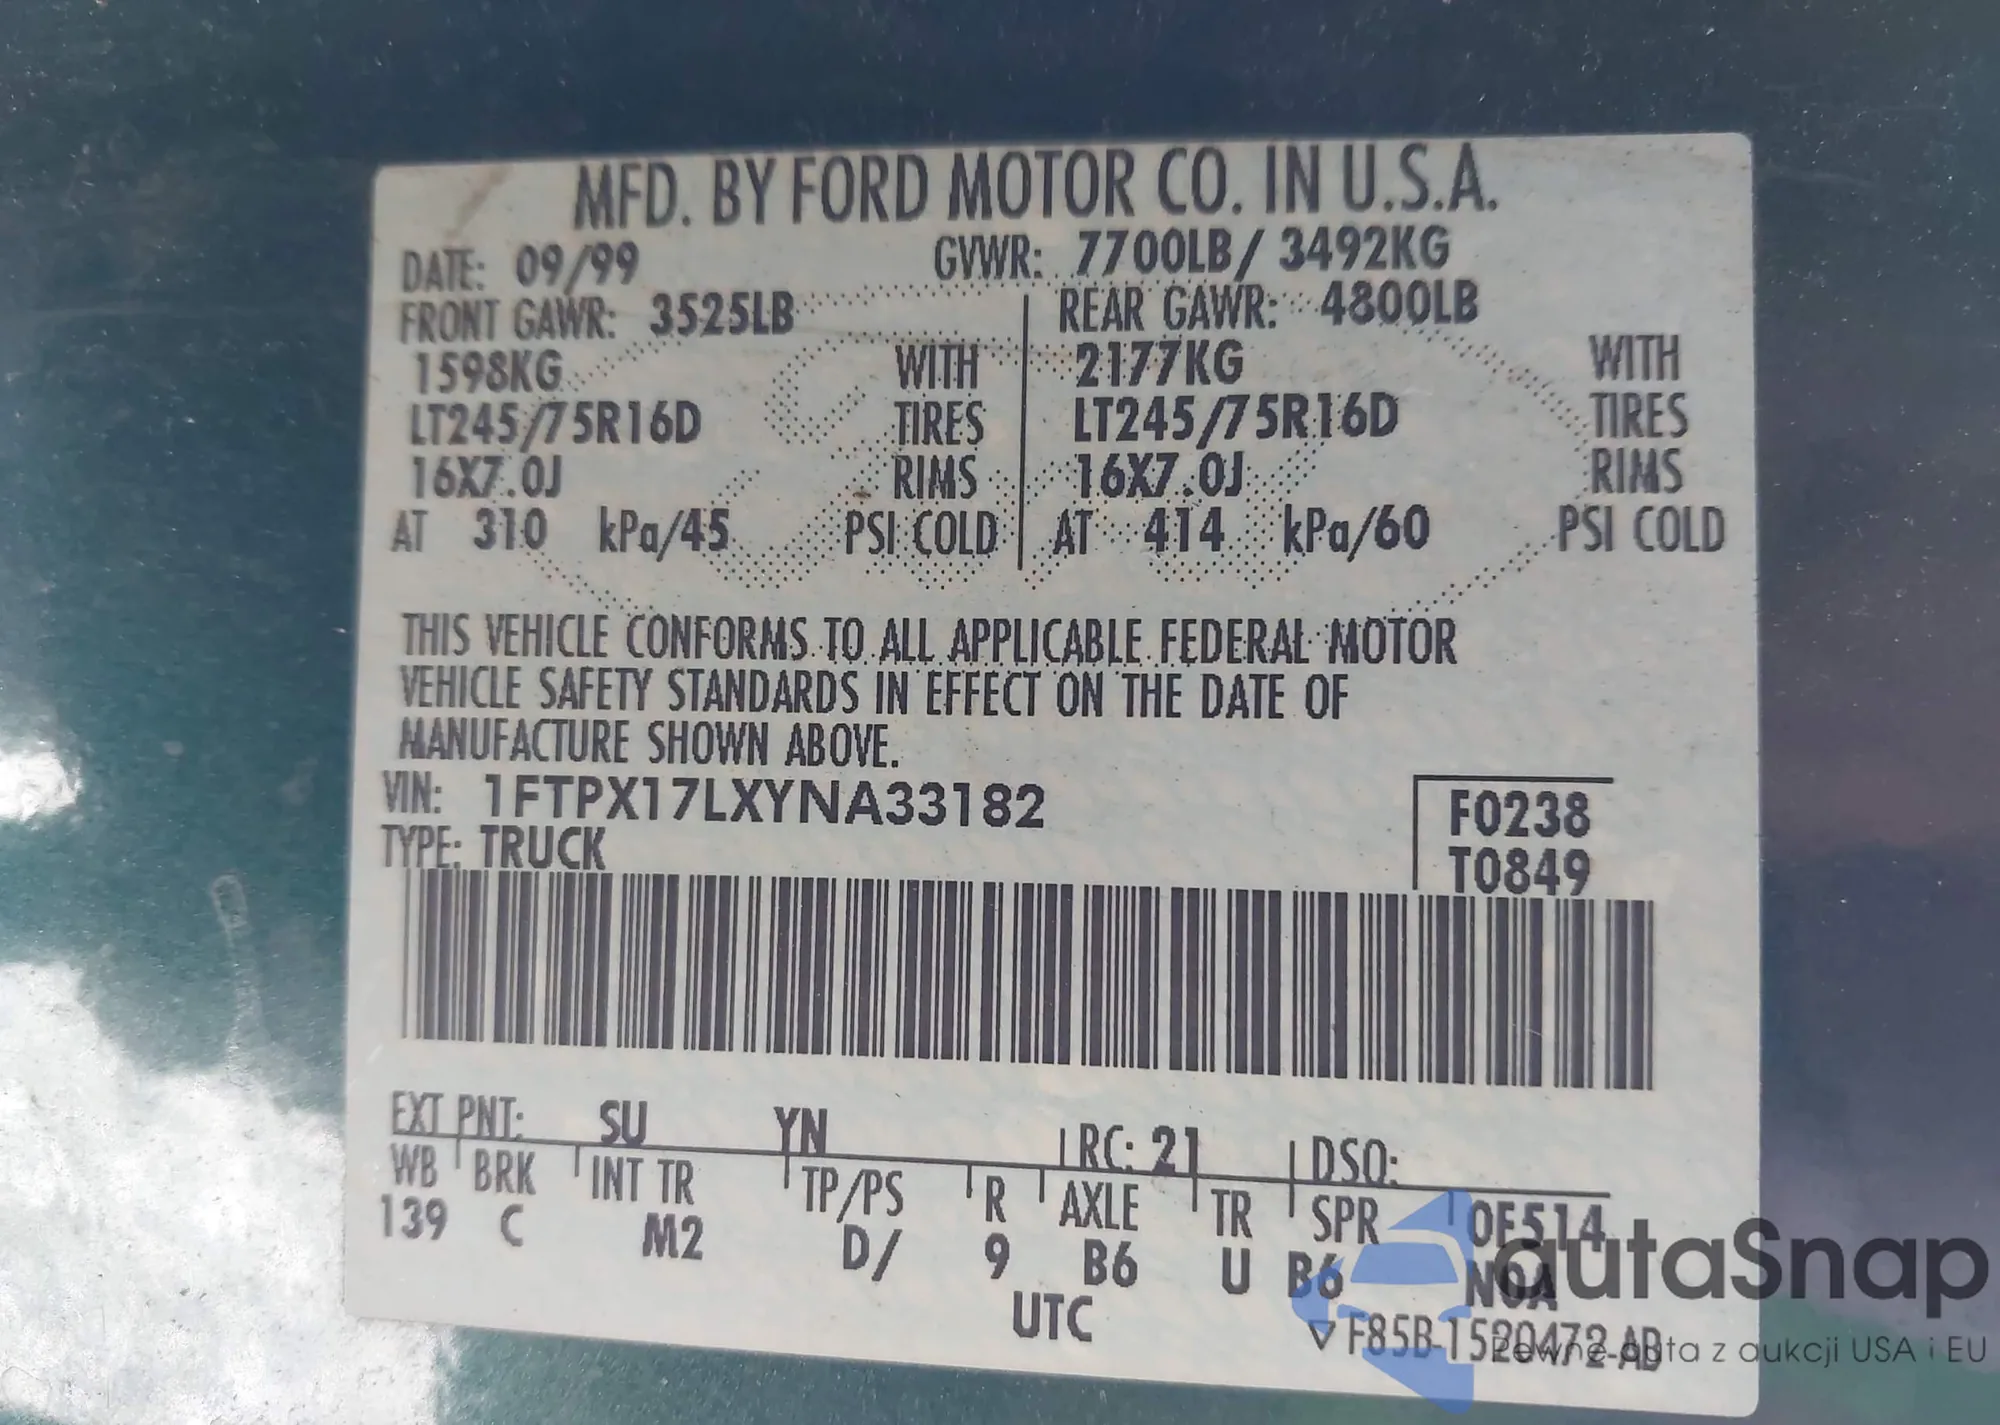 MFD. BY FORD MOTOR CO. IN U.S.A.
DATE: 09/99 GVWR: 7700LB/ 3492KG
FRONT GAWR: 3525LB REAR GAWR: 4800LB
1598KG WITH 2177KG WITH
LT245/75R16D TIRES LT245/75R16D TIRES
16X7.0J RIMS 16X7.0J RIMS
AT 310 kPa/45 PSI COLD AT 414 kPa/60 PSI COLD
THIS VEHICLE CONFORMS TO ALL APPLICABLE FEDERAL MOTOR
VEHICLE SAFETY STANDARDS IN EFFECT ON THE DATE OF
MANUFACTURE SHOWN ABOVE.
VIN: 1FTPX17LXYNA33182 F0238
TYPE: TRUCK T0849
EXT PNT: SU YN RC: 21 DSO:
WB BRK INT TR TP/PS R AXLE TR SPR 0F514
139 C M2 D/ 9 B6 U B6 N0A
UTC
▽ F85B-1520472-AB
autaSnap
Pewne auta z aukcji USA i EU